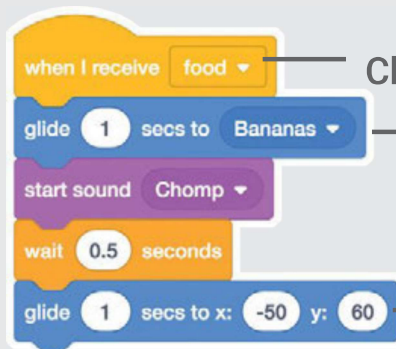 when I receive food
glide 1 secs to Bananas
start sound Chomp
wait 0.5 seconds
glide 1 secs to x: -50 y: 60